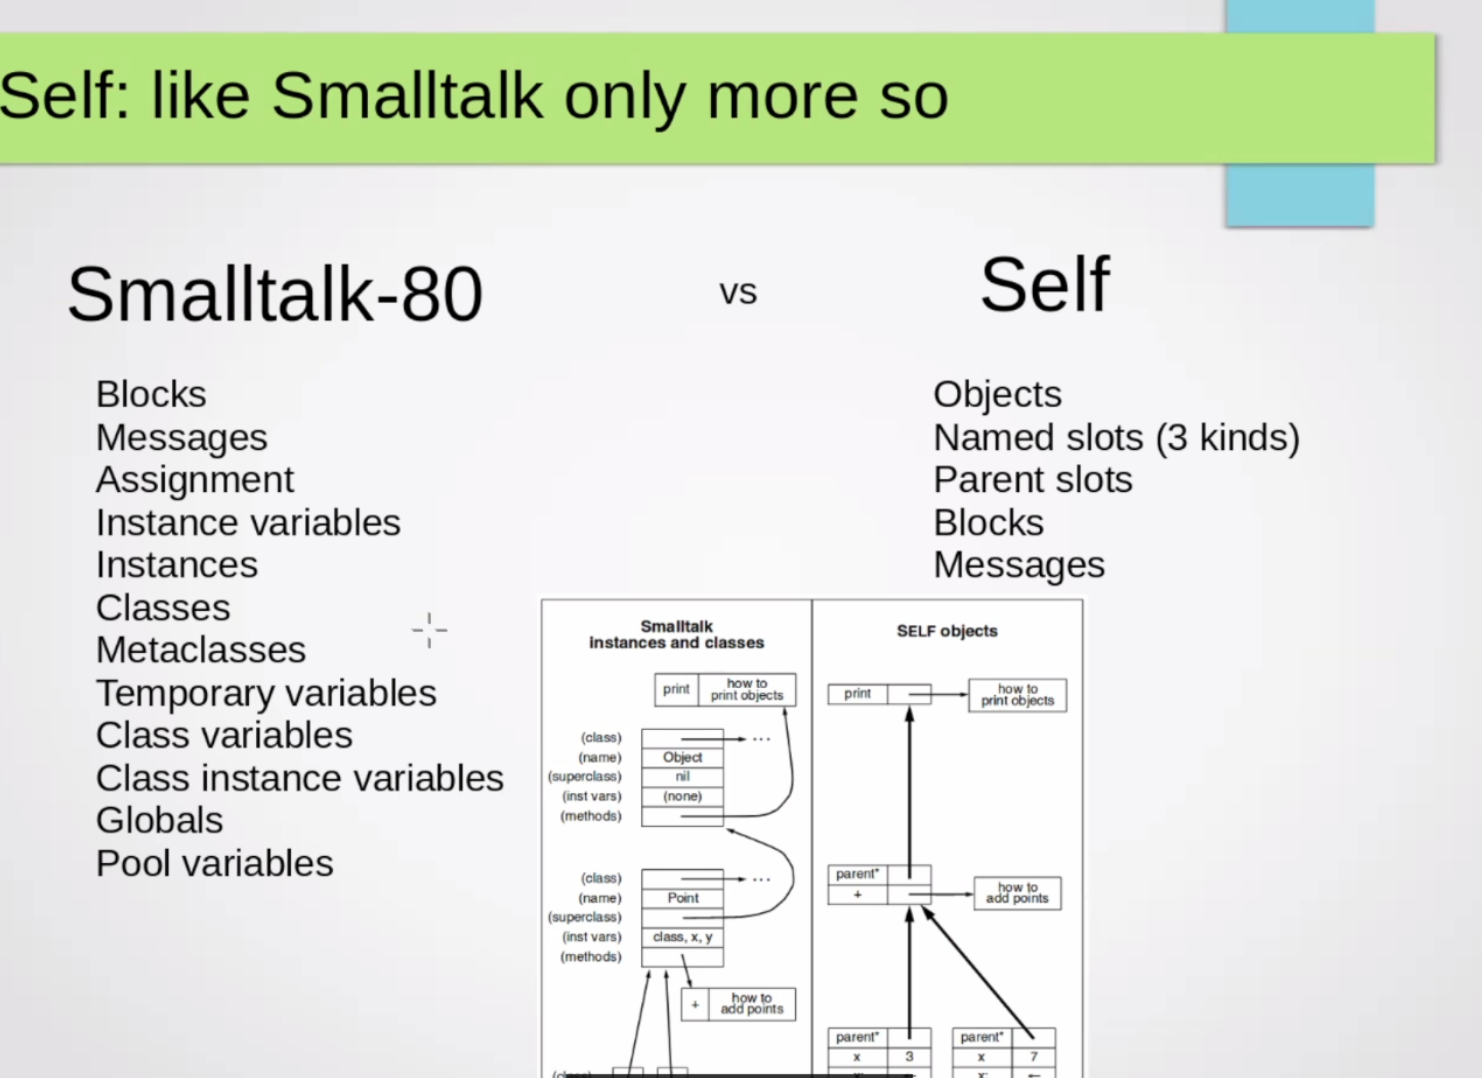 Self: like Smalltalk only more so
Smalltalk-80
vs
Self
Blocks
Messages
Assignment
Instance variables
Instances
Classes
Metaclasses
Temporary variables
Class variables
Class instance variables
Globals
Pool variables
Objects
Named slots (3 kinds)
Parent slots
Blocks
Messages
Smalltalk
instances and classes
print
how to
print objects
(class)
...
(name) Object
(superclass) nil
(inst vars) (none)
(methods)
(class)
...
(name) Point
(superclass)
(inst vars) class, x, y
(methods)
+
how to
add points
SELF objects
print
how to
print objects
parent*
+
how to
add points
parent*
x 3
parent*
x 7